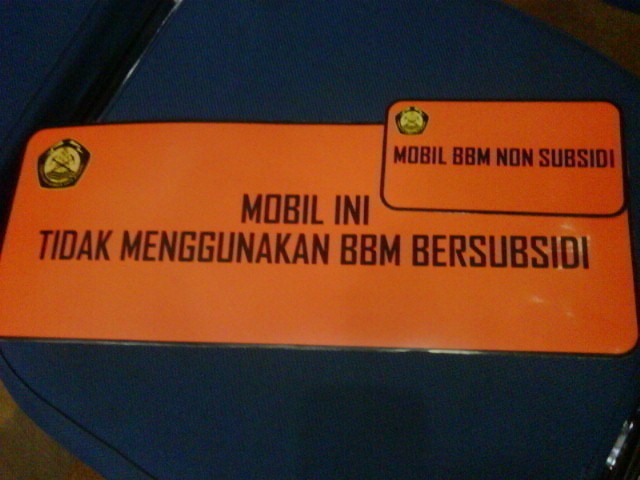 MOBIL BBM NON SUBSIDI
MOBIL INI
TIDAK MENGGUNAKAN BBM BERSUBSIDI